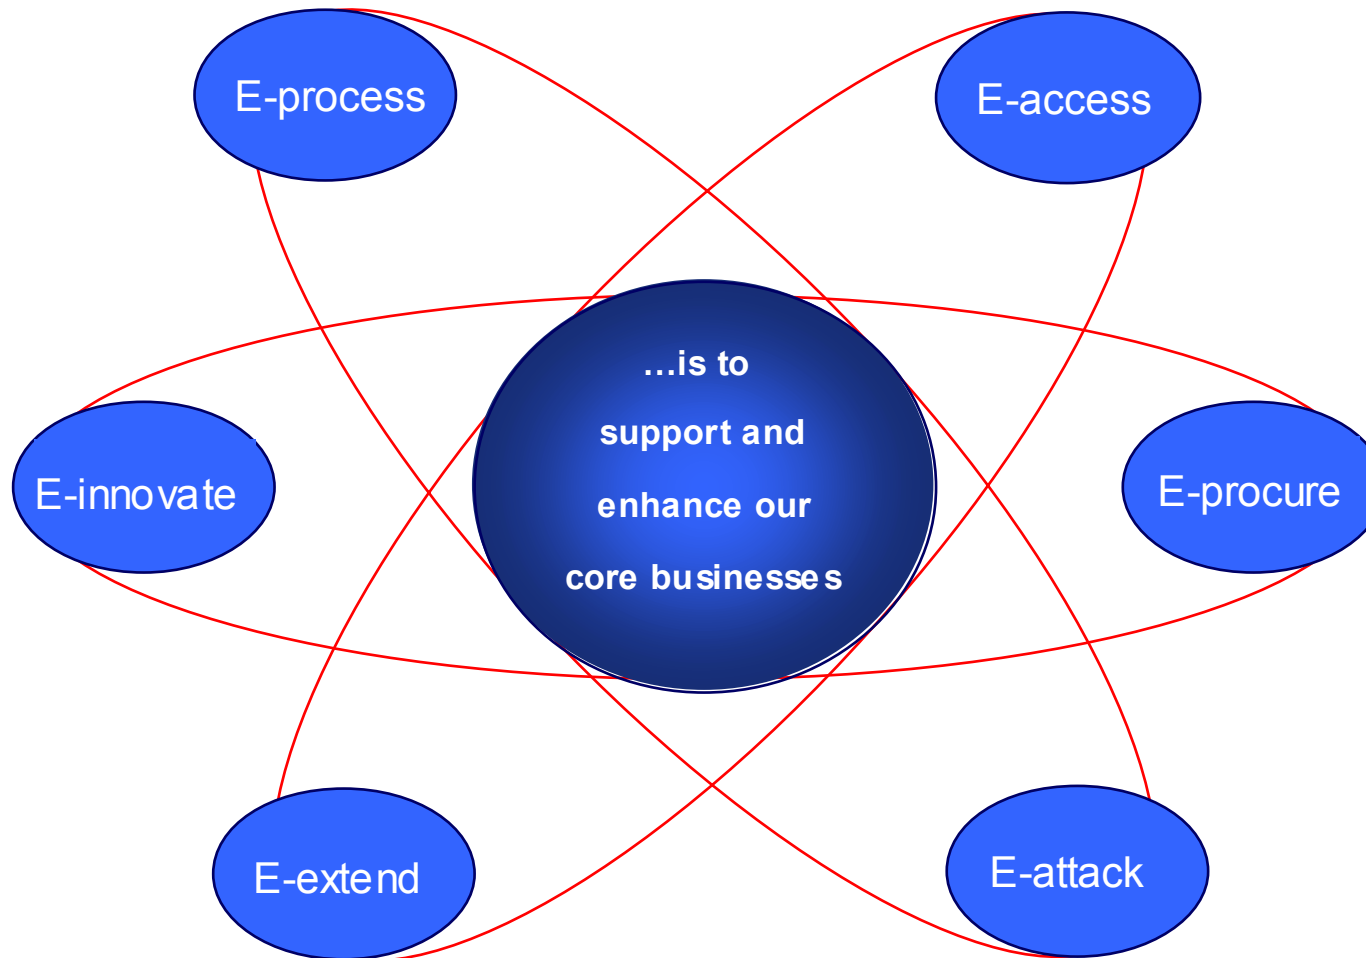 E-process
E-access
…is to
support and
enhance our
core businesses
E-innovate
E-procure
E-extend
E-attack